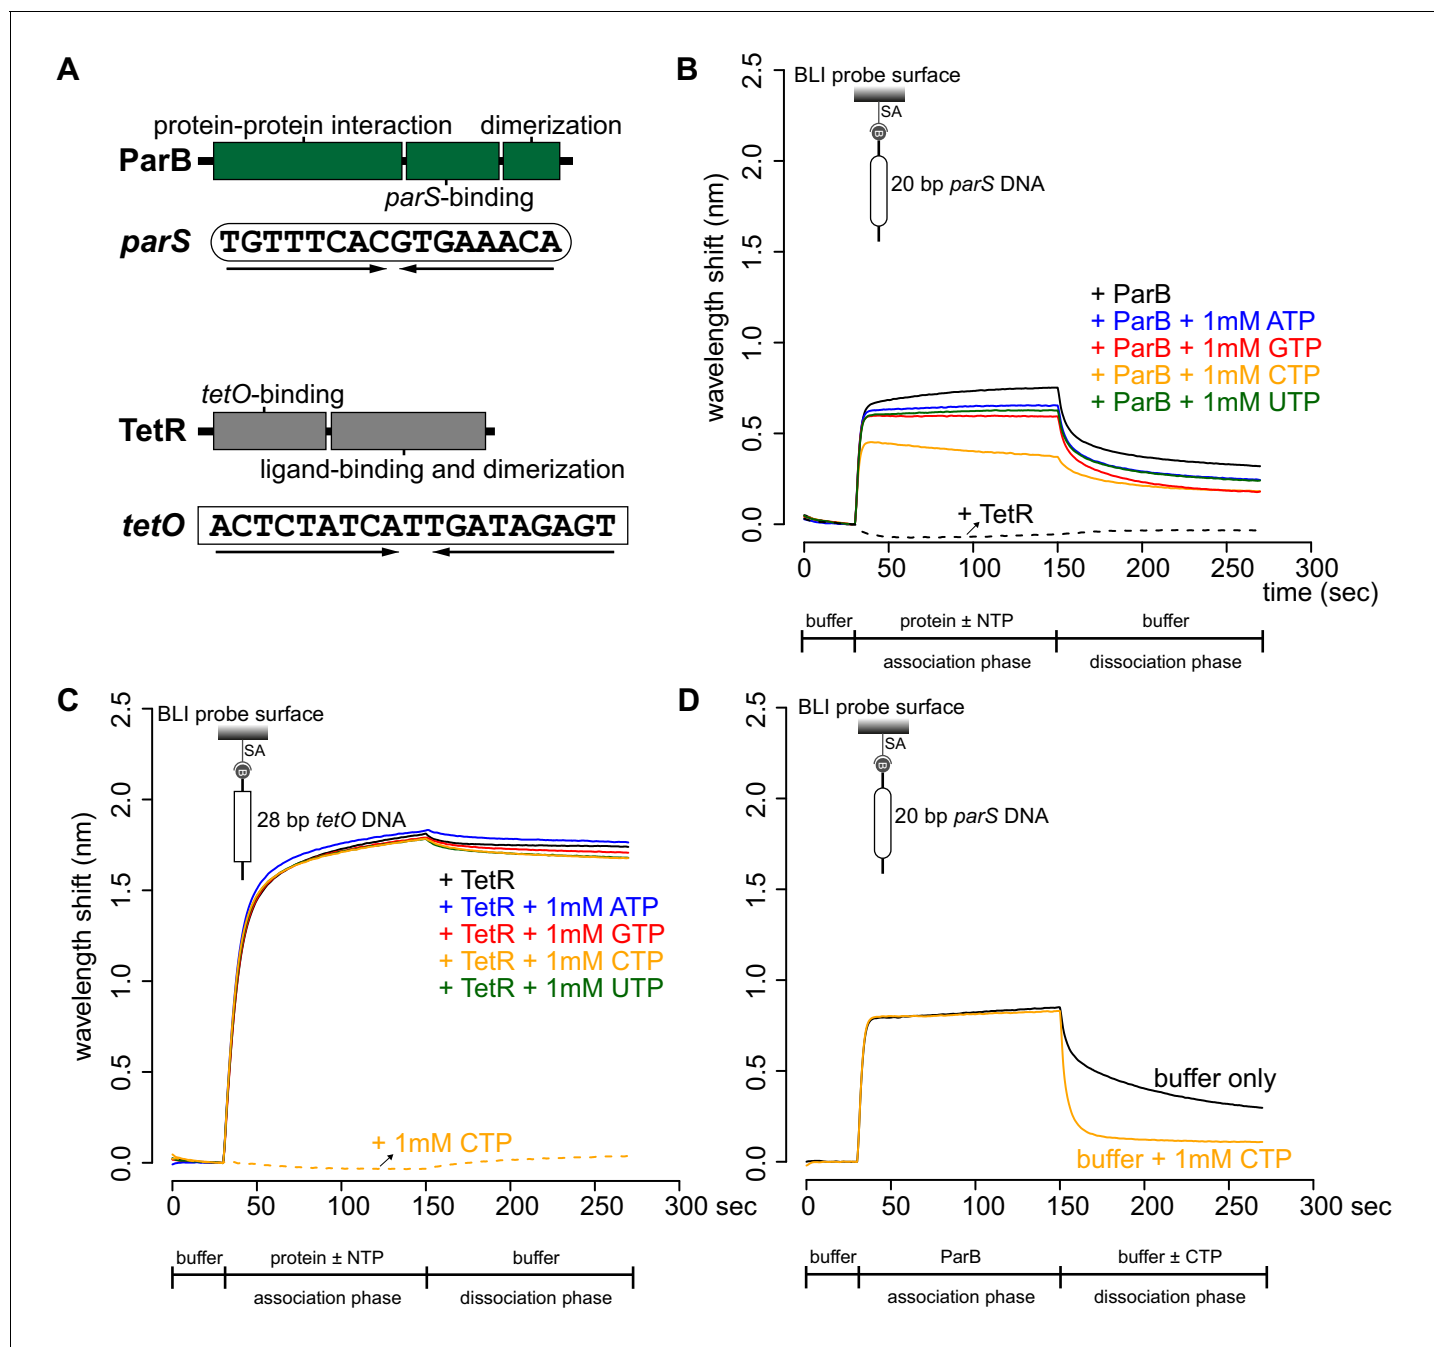 A
protein-protein interaction
dimerization
ParB
parS-binding
parS
TGTTTCACGTGAAACA
tetO-binding
TetR
ligand-binding and dimerization
tetO
ACTCTATCATTGATAGAGT
B
BLI probe surface
SA
B
20 bp parS DNA
wavelength shift (nm)
2.5
2.0
1.5
1.0
0.5
0.0
+ ParB
+ ParB + 1mM ATP
+ ParB + 1mM GTP
+ ParB + 1mM CTP
+ ParB + 1mM UTP
+ TetR
0 50 100 150 200 250 300
time (sec)
buffer protein ± NTP buffer
association phase dissociation phase
C
BLI probe surface
SA
B
28 bp tetO DNA
wavelength shift (nm)
2.5
2.0
1.5
1.0
0.5
0.0
+ TetR
+ TetR + 1mM ATP
+ TetR + 1mM GTP
+ TetR + 1mM CTP
+ TetR + 1mM UTP
+ 1mM CTP
0 50 100 150 200 250 300 sec
buffer protein ± NTP buffer
association phase dissociation phase
D
BLI probe surface
SA
B
20 bp parS DNA
2.5
2.0
1.5
1.0
0.5
0.0
buffer only
buffer + 1mM CTP
0 50 100 150 200 250 300 sec
buffer ParB buffer ± CTP
association phase dissociation phase